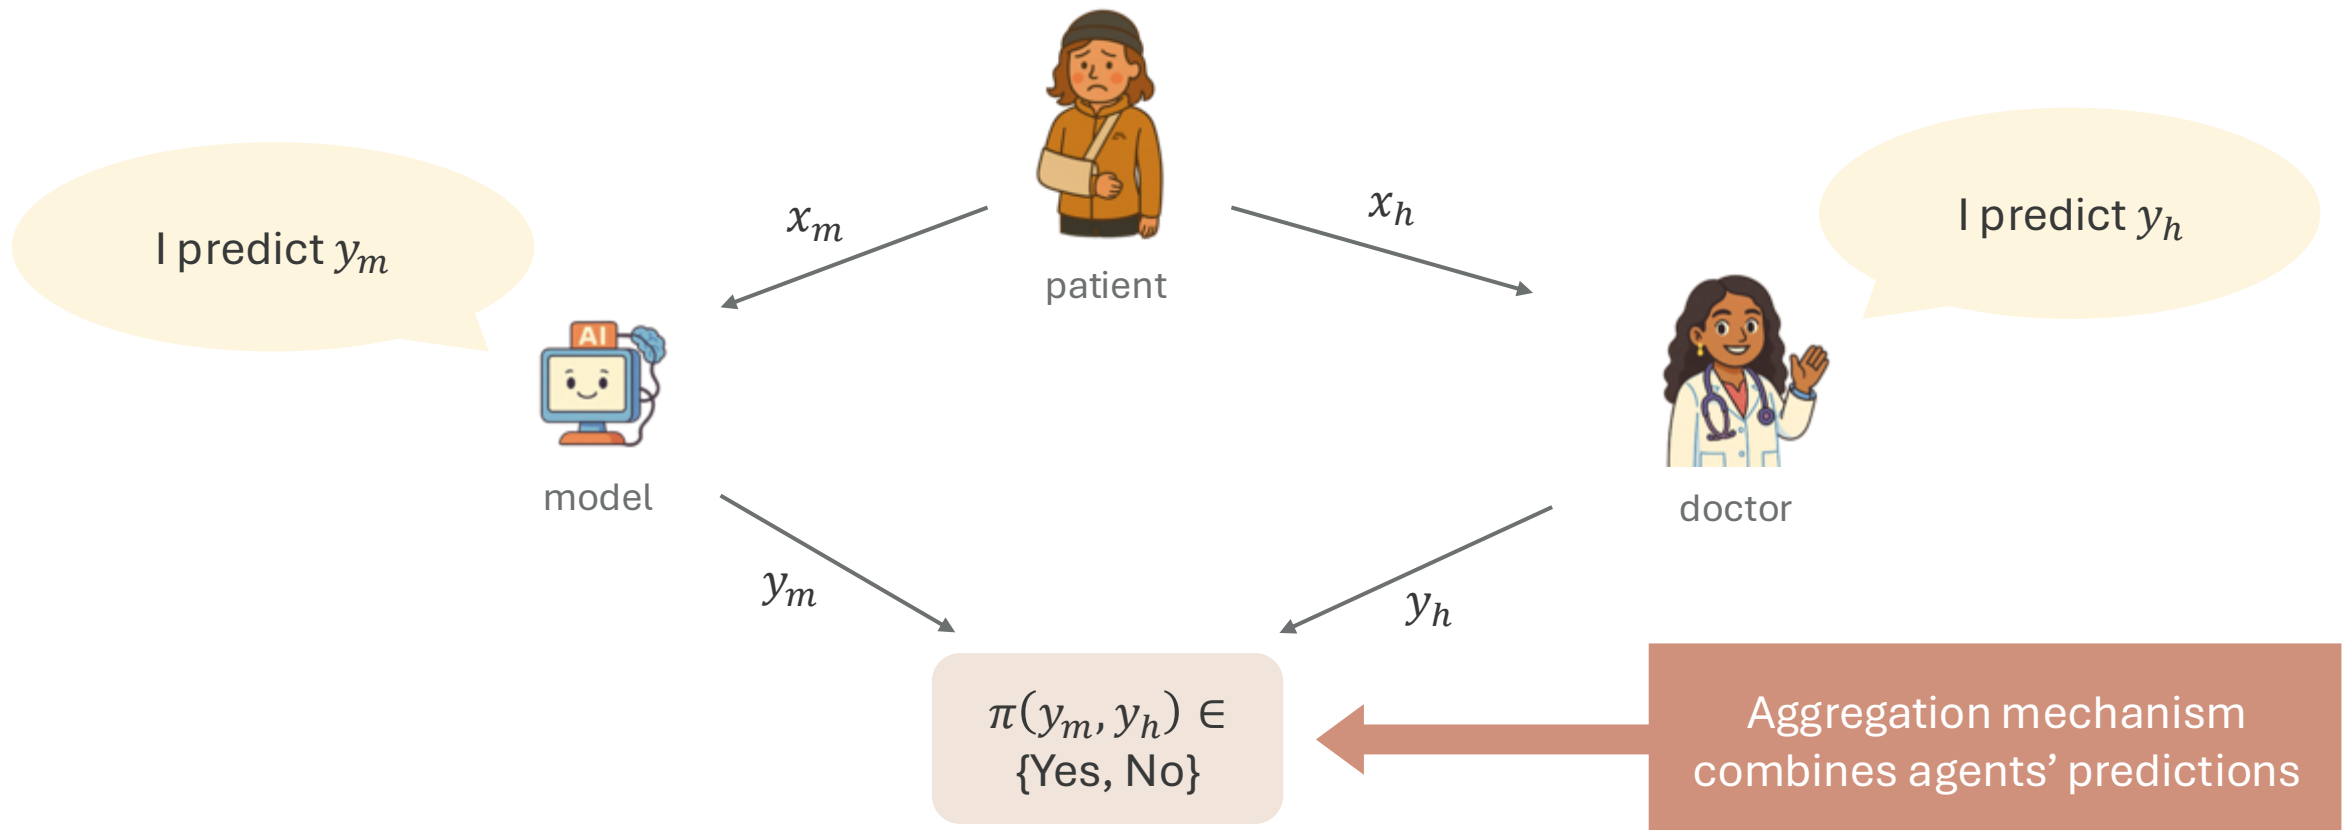 patient
x_m
x_h
I predict y_m
I predict y_h
AI
model
doctor
y_m
y_h
π(y_m, y_h) ∈
{Yes, No}
Aggregation mechanism
combines agents’ predictions